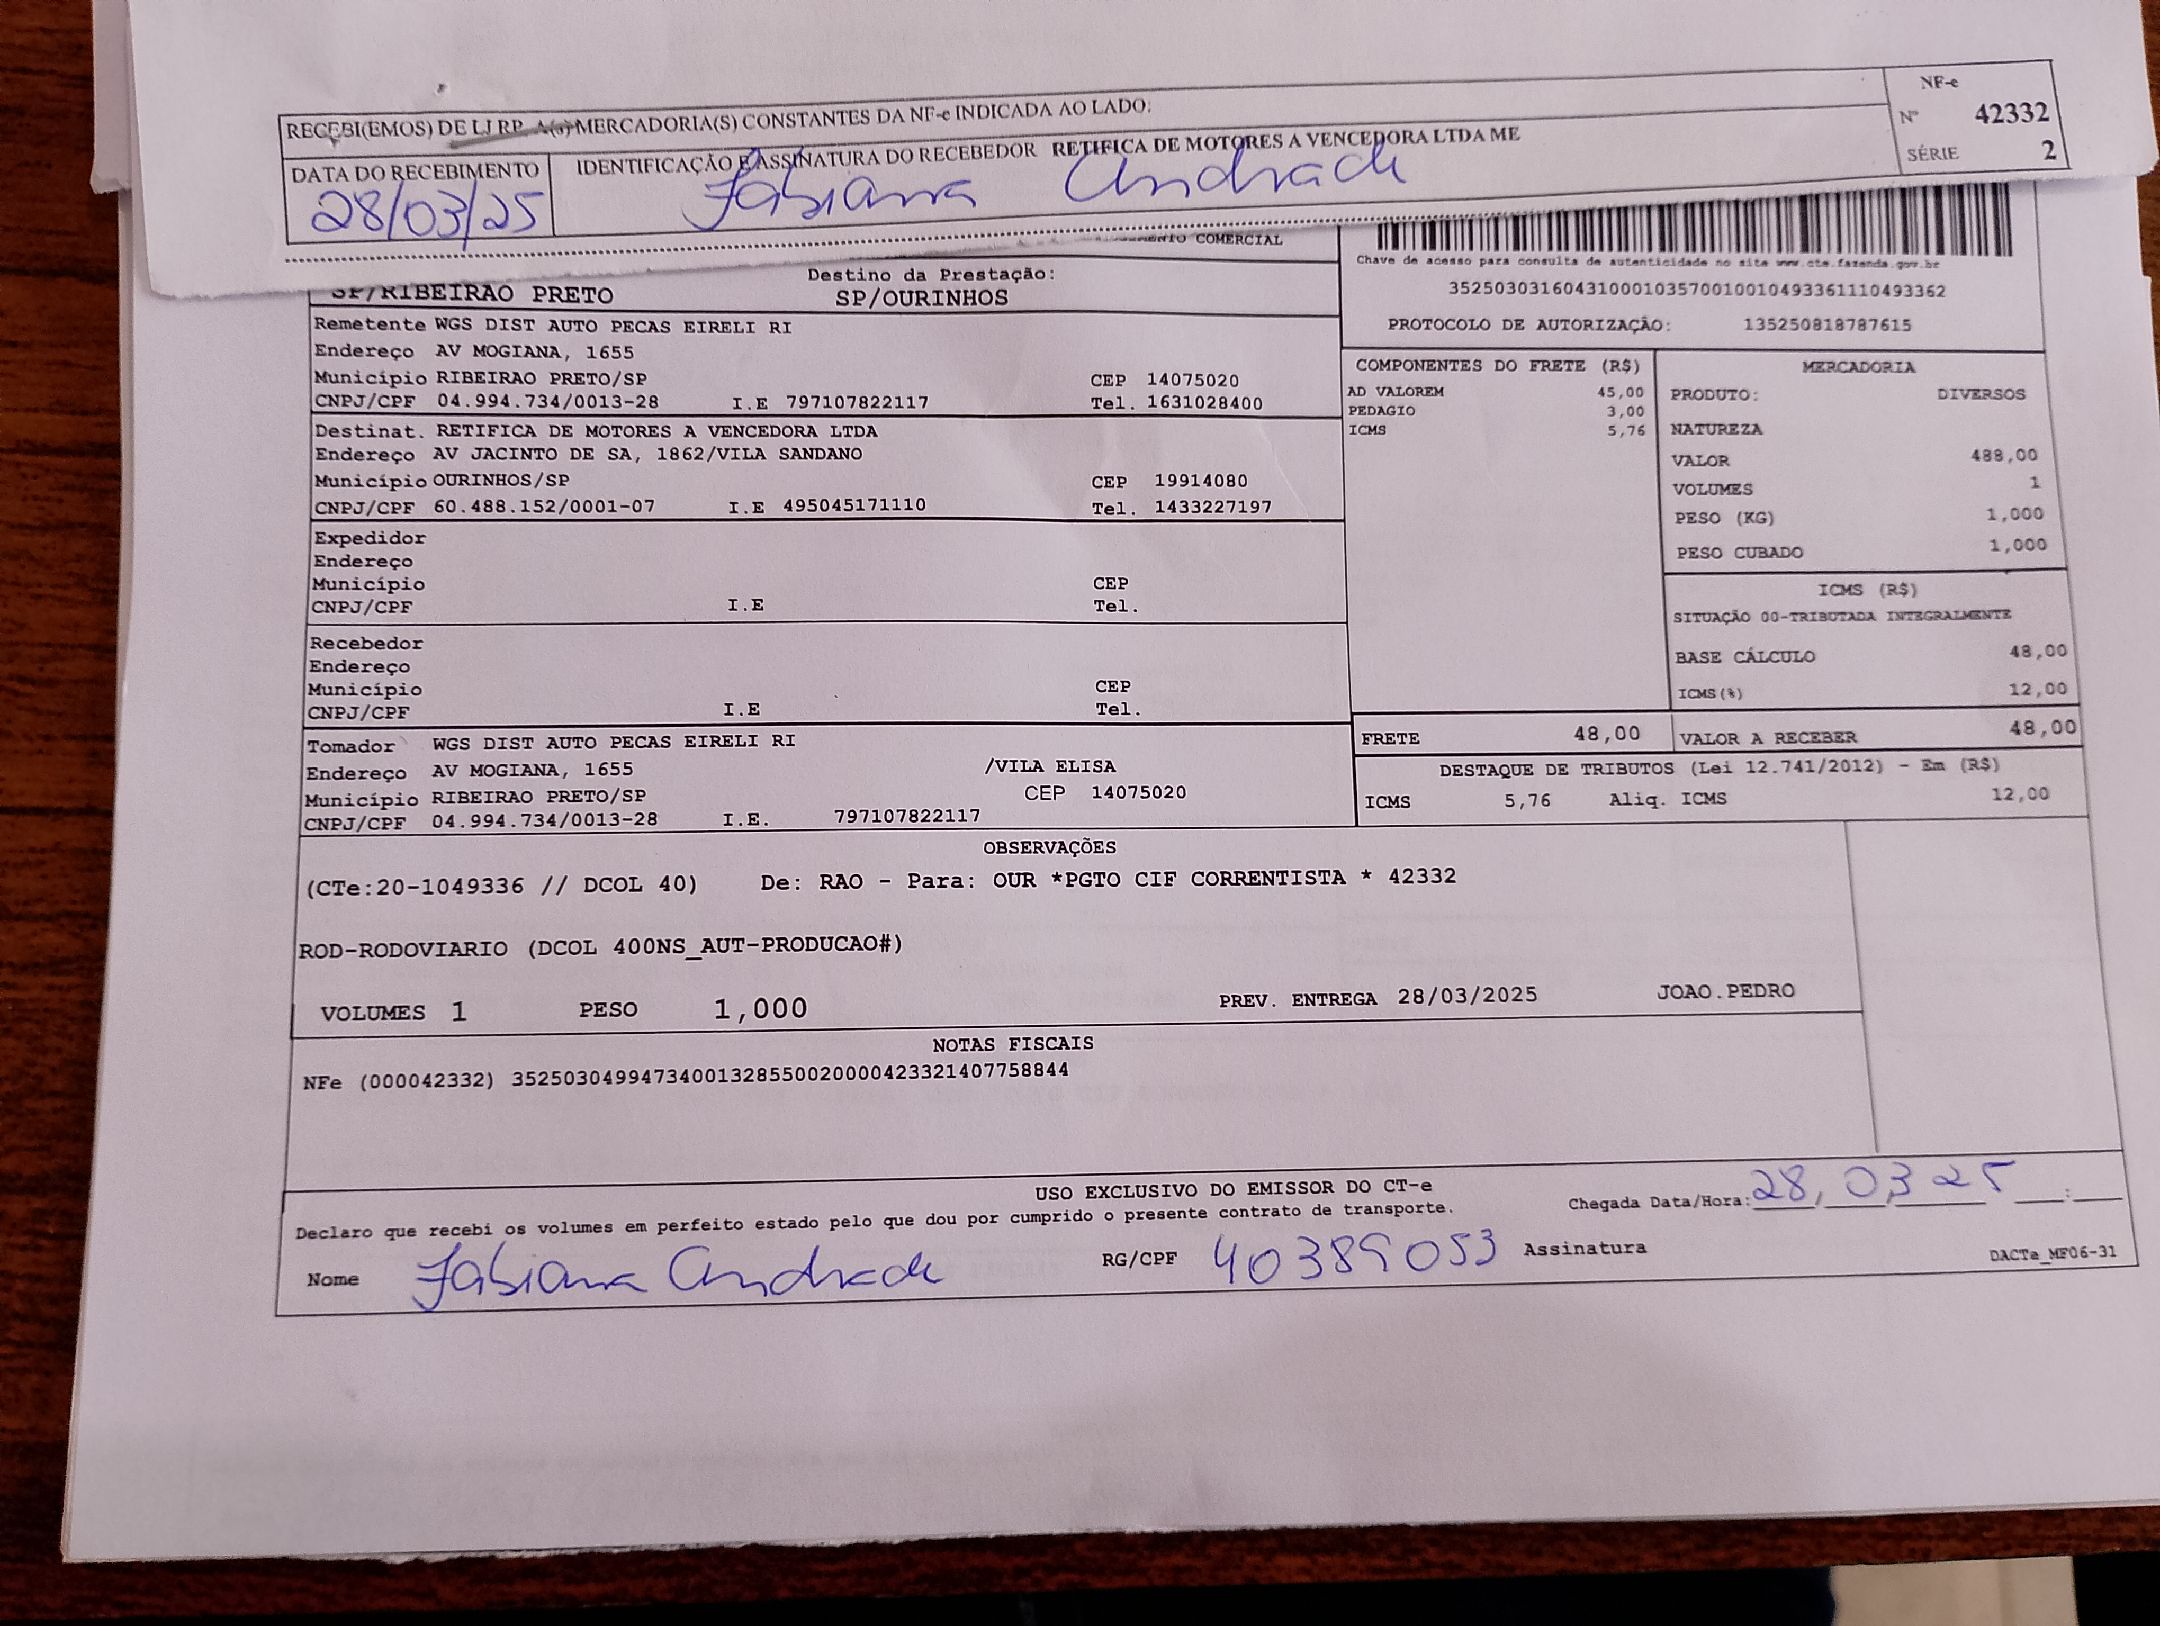 RECEBI(EMOS) DE LJ RP A(s) MERCADORIA(S) CONSTANTES DA NF-e INDICADA AO LADO.
NF-e
Nº 42332
SÉRIE 2
DATA DO RECEBIMENTO
28/03/25
IDENTIFICAÇÃO E ASSINATURA DO RECEBEDOR RETIFICA DE MOTORES A VENCEDORA LTDA ME
Fabiana Andrade
COMERCIAL
Destino da Prestação:
SP/RIBEIRAO PRETO SP/OURINHOS
Chave de acesso para consulta de autenticidade no site www.cte.fazenda.gov.br
35250303160431000103570010010493361110493362
PROTOCOLO DE AUTORIZAÇÃO: 135250818787615
Remetente WGS DIST AUTO PECAS EIRELI RI
Endereço AV MOGIANA, 1655
Município RIBEIRAO PRETO/SP CEP 14075020
CNPJ/CPF 04.994.734/0013-28 I.E 797107822117 Tel. 1631028400
Destinat. RETIFICA DE MOTORES A VENCEDORA LTDA
Endereço AV JACINTO DE SA, 1862/VILA SANDANO
Município OURINHOS/SP CEP 19914080
CNPJ/CPF 60.488.152/0001-07 I.E 495045171110 Tel. 1433227197
Expedidor
Endereço
Município CEP
CNPJ/CPF I.E Tel.
Recebedor
Endereço
Município CEP
CNPJ/CPF I.E Tel.
Tomador WGS DIST AUTO PECAS EIRELI RI
Endereço AV MOGIANA, 1655 /VILA ELISA
Município RIBEIRAO PRETO/SP CEP 14075020
CNPJ/CPF 04.994.734/0013-28 I.E. 797107822117
COMPONENTES DO FRETE (R$)
AD VALOREM 45,00
PEDAGIO 3,00
ICMS 5,76
MERCADORIA
PRODUTO: DIVERSOS
NATUREZA
VALOR 488,00
VOLUMES 1
PESO (KG) 1,000
PESO CUBADO 1,000
ICMS (R$)
SITUAÇÃO 00-TRIBUTADA INTEGRALMENTE
BASE CÁLCULO 48,00
ICMS(%) 12,00
FRETE 48,00 VALOR A RECEBER 48,00
DESTAQUE DE TRIBUTOS (Lei 12.741/2012) - Em (R$)
ICMS 5,76 Aliq. ICMS 12,00
OBSERVAÇÕES
(CTe:20-1049336 // DCOL 40) De: RAO - Para: OUR *PGTO CIF CORRENTISTA * 42332
ROD-RODOVIARIO (DCOL 400NS_AUT-PRODUCAO#)
VOLUMES 1 PESO 1,000 PREV. ENTREGA 28/03/2025 JOAO.PEDRO
NOTAS FISCAIS
NFe (000042332) 35250304994734001328550020000423321407758844
USO EXCLUSIVO DO EMISSOR DO CT-e
Declaro que recebi os volumes em perfeito estado pelo que dou por cumprido o presente contrato de transporte.
Chegada Data/Hora: 28, 03 25 __:__
Nome Fabiana Andrade RG/CPF 40389053 Assinatura
DACTe_MF06-31